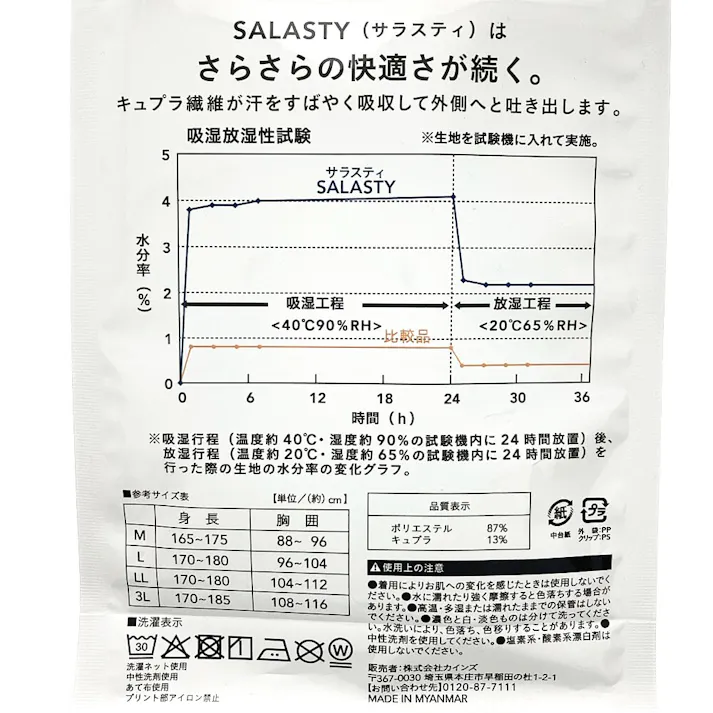 SALASTY（サラスティ）は
さらさらの快適さが続く。
キュプラ繊維が汗をすばやく吸収して外側へと吐き出します。
吸湿放湿性試験
※生地を試験機に入れて実施。
5
4
3
2
1
0
水分率（%）
サラスティ
SALASTY
吸湿工程
<40℃90%RH>
放湿工程
<20℃65%RH>
比較品
0 6 12 18 24 30 36
時間（h）
※吸湿行程（温度約40℃・湿度約90%の試験機内に24時間放置）後、
放湿行程（温度約20℃・湿度約65%の試験機内に24時間放置）を
行った際の生地の水分率の変化グラフ。
■参考サイズ表 【単位／（約）cm】
身長 胸囲
M 165~175 88~ 96
L 170~180 96~104
LL 170~180 104~112
3L 170~185 108~116
■洗濯表示
30
W
洗濯ネット使用
中性洗剤使用
あて布使用
プリント部アイロン禁止
品質表示
ポリエステル 87%
キュプラ 13%
紙
中台紙
プラ
外 袋:PP
クリップ:PS
使用上の注意
●着用によりお肌への変化を感じたときは使用しないでく
ださい。●水に濡れたり強く摩擦すると色落ちする場合が
あります。●高温・多湿または濡れたままでの保管はしない
でください。●濃色と白・淡色ものは分けて洗ってくださ
い。水洗いにより、色落ち、色移りすることがあります。●
中性洗剤を使用してください。●塩素系・酸素系漂白剤は
使用しないでください。
販売者：株式会社カインズ
〒367-0030 埼玉県本庄市早稲田の杜1-2-1
【お問い合わせ先】0120-87-7111
MADE IN MYANMAR